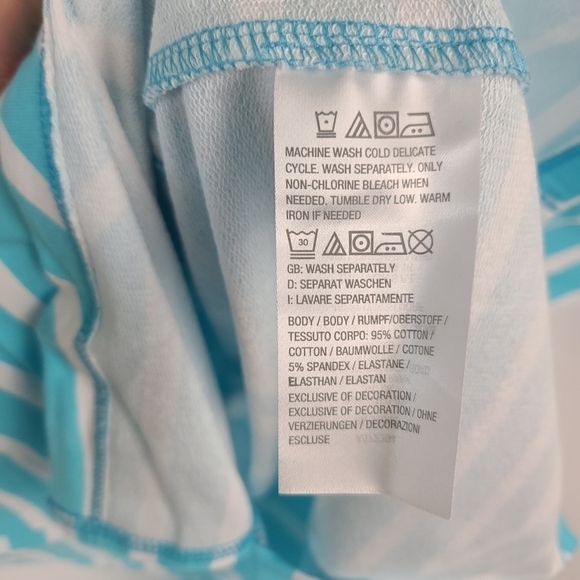 MACHINE WASH COLD DELICATE
CYCLE. WASH SEPARATELY. ONLY
NON-CHLORINE BLEACH WHEN
NEEDED. TUMBLE DRY LOW. WARM
IRON IF NEEDED
30
GB: WASH SEPARATELY
D: SEPARAT WASCHEN
I: LAVARE SEPARATAMENTE
BODY / BODY / RUMPF/OBERSTOFF /
TESSUTO CORPO: 95% COTTON /
COTTON / BAUMWOLLE / COTONE
5% SPANDEX / ELASTANE /
ELASTHAN / ELASTAN
EXCLUSIVE OF DECORATION /
EXCLUSIVE OF DECORATION / OHNE
VERZIERUNGEN / DECORAZIONI
ESCLUSE